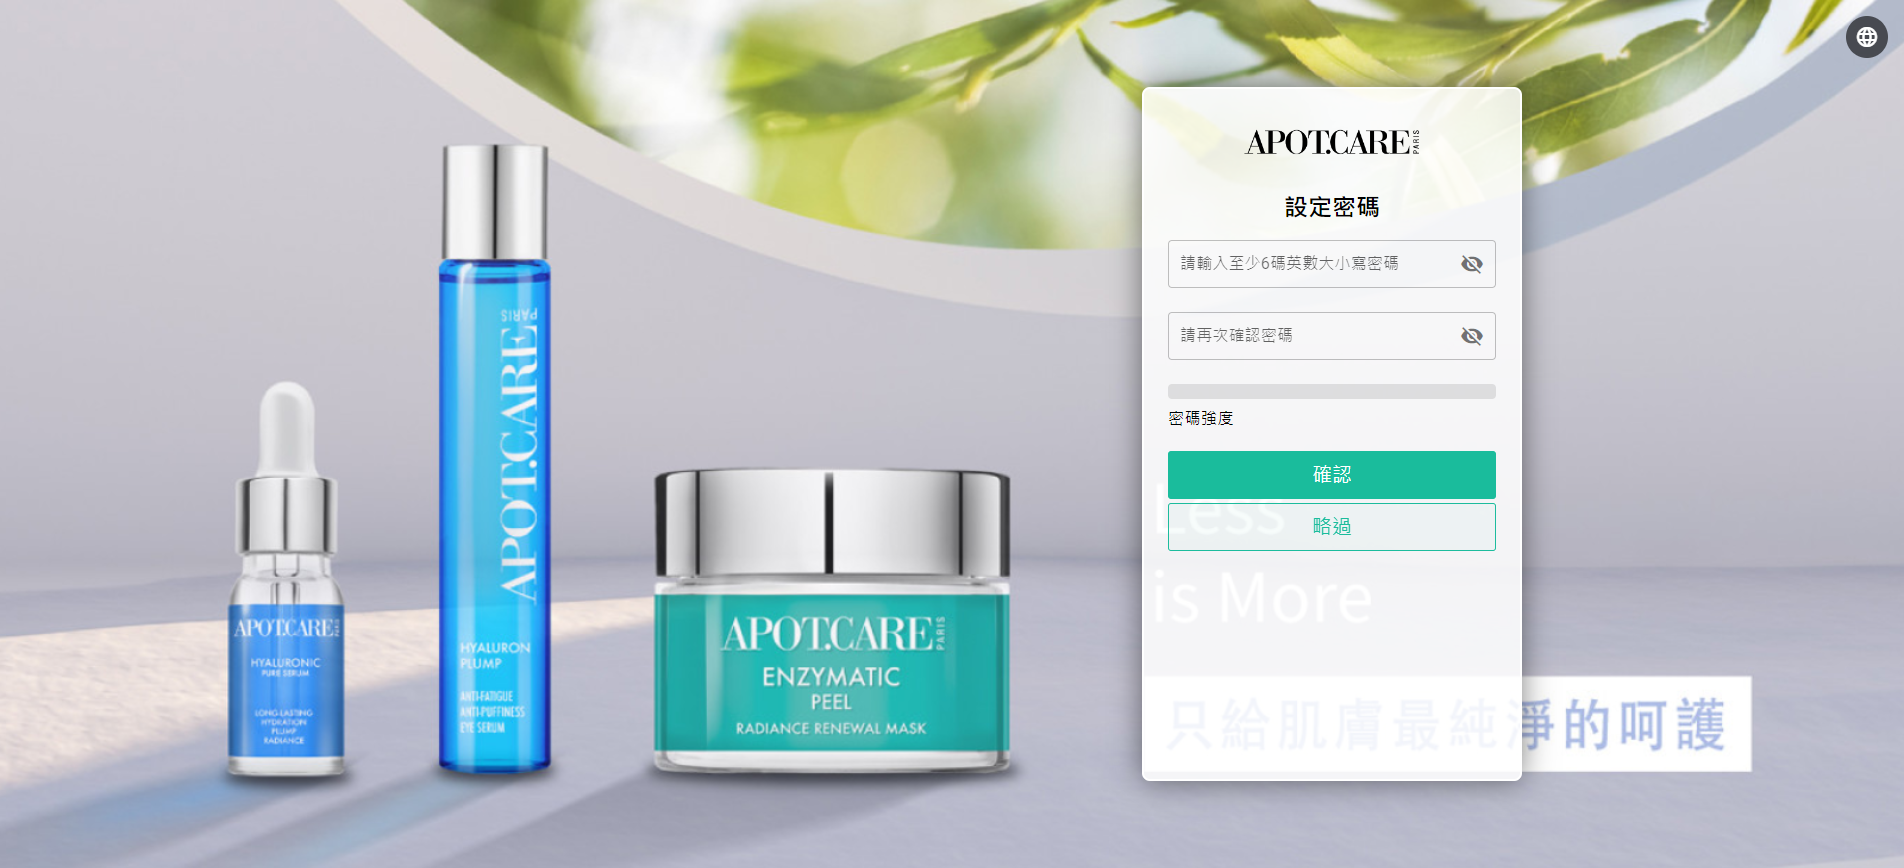 APOT.CARE PARIS
設定密碼
請輸入至少6碼英數大小寫密碼
請再次確認密碼
密碼強度
確認
略過
Less
is More
只給肌膚最純淨的呵護
APOT.CARE PARIS
HYALURONIC
PURE SERUM
LONG-LASTING
HYDRATION
PLUMP
RADIANCE
APOT.CARE PARIS
HYALURON
PLUMP
ANTI-FATIGUE
ANTI-PUFFINESS
EYE SERUM
APOT.CARE PARIS
ENZYMATIC
PEEL
RADIANCE RENEWAL MASK